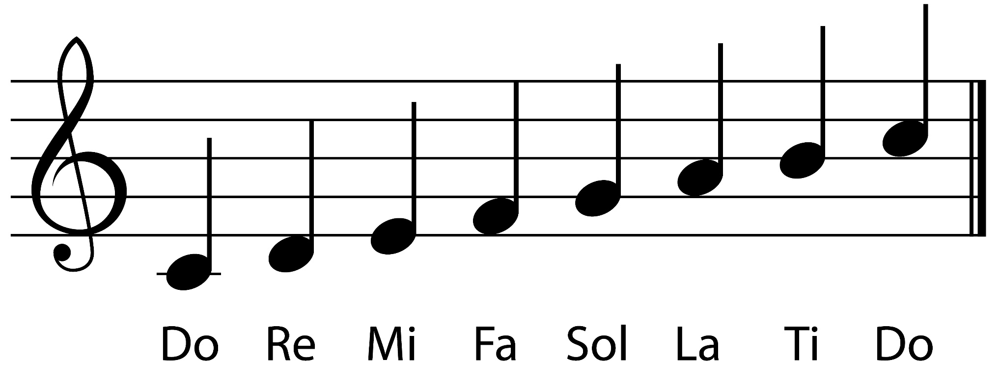 Do Re Mi Fa Sol La Ti Do